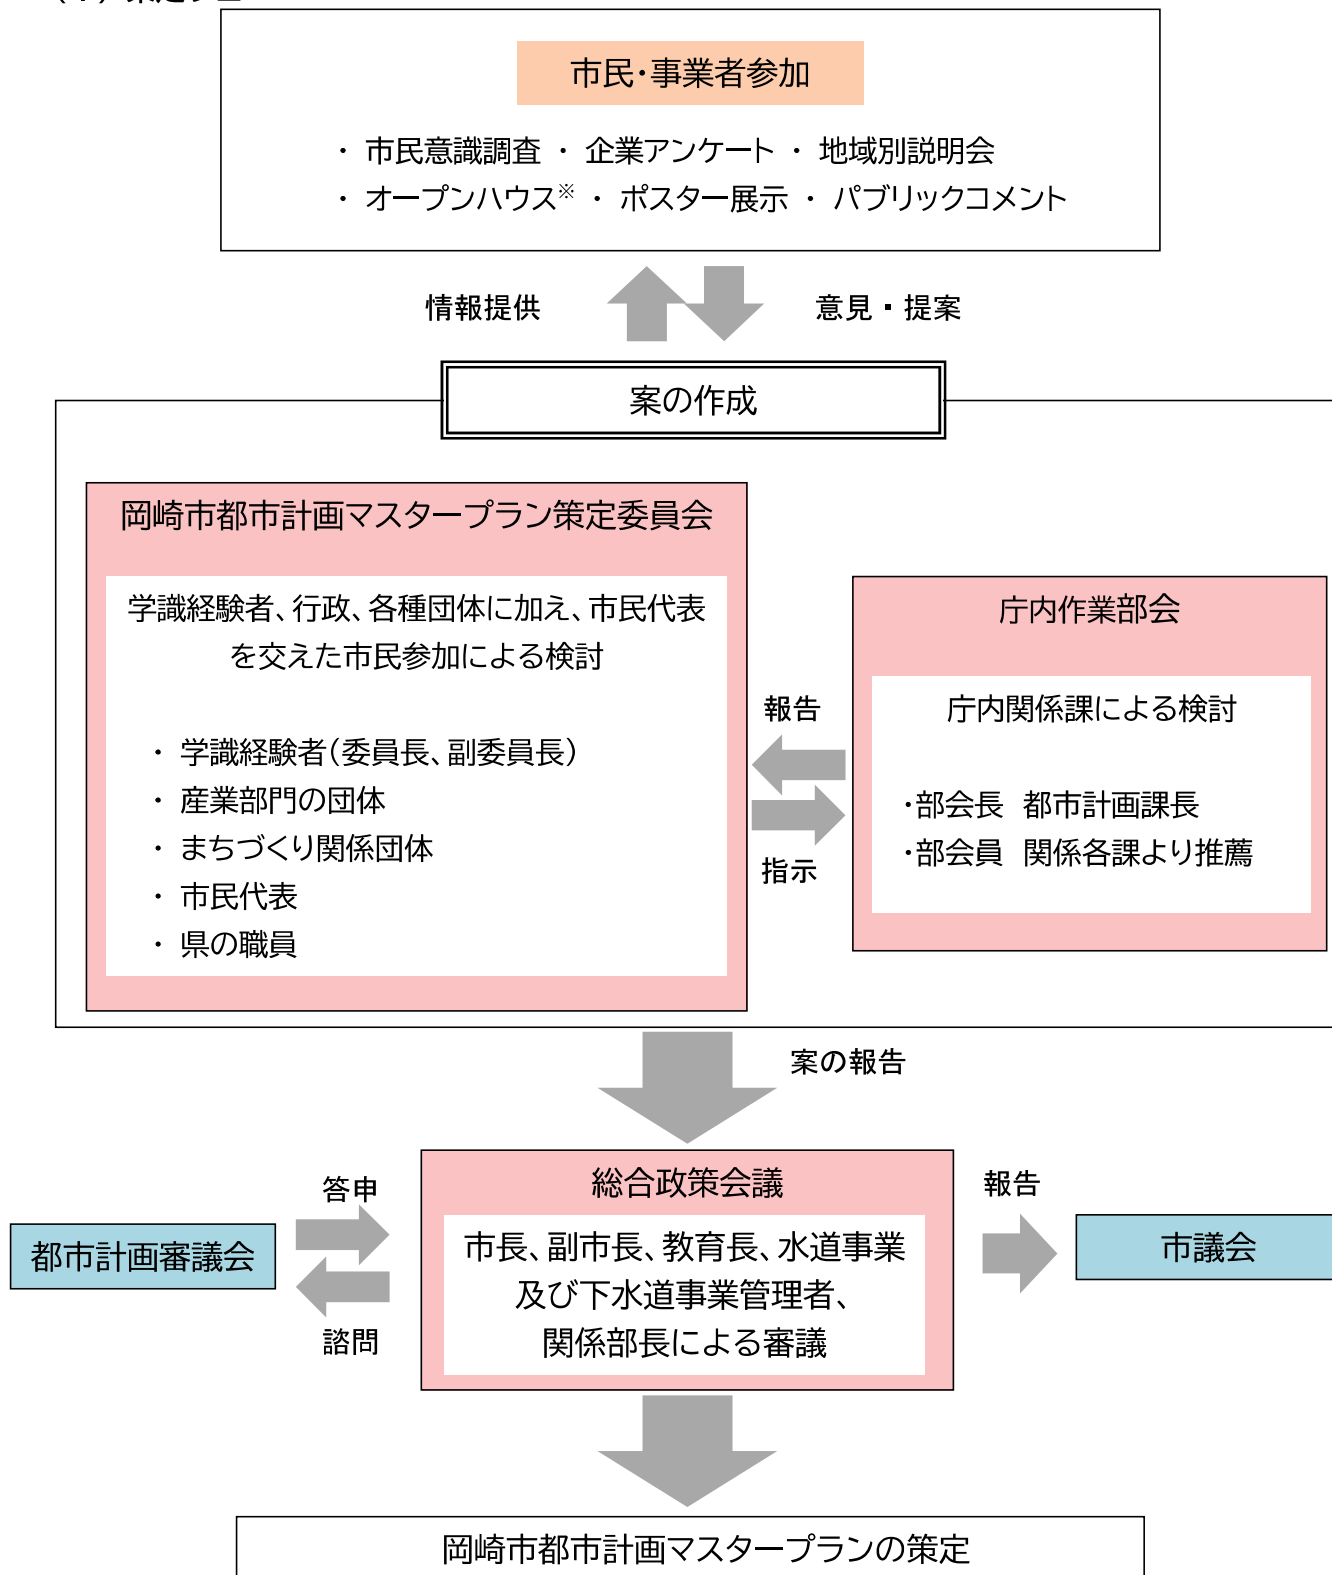 市民・事業者参加
・ 市民意識調査 ・ 企業アンケート ・ 地域別説明会
・ オープンハウス※ ・ ポスター展示 ・ パブリックコメント
情報提供
意見・提案
案の作成
岡崎市都市計画マスタープラン策定委員会
学識経験者、行政、各種団体に加え、市民代表
を交えた市民参加による検討
・ 学識経験者（委員長、副委員長）
・ 産業部門の団体
・ まちづくり関係団体
・ 市民代表
・ 県の職員
報告
指示
庁内作業部会
庁内関係課による検討
・部会長 都市計画課長
・部会員 関係各課より推薦
案の報告
答申
諮問
都市計画審議会
総合政策会議
市長、副市長、教育長、水道事業
及び下水道事業管理者、
関係部長による審議
報告
市議会
岡崎市都市計画マスタープランの策定